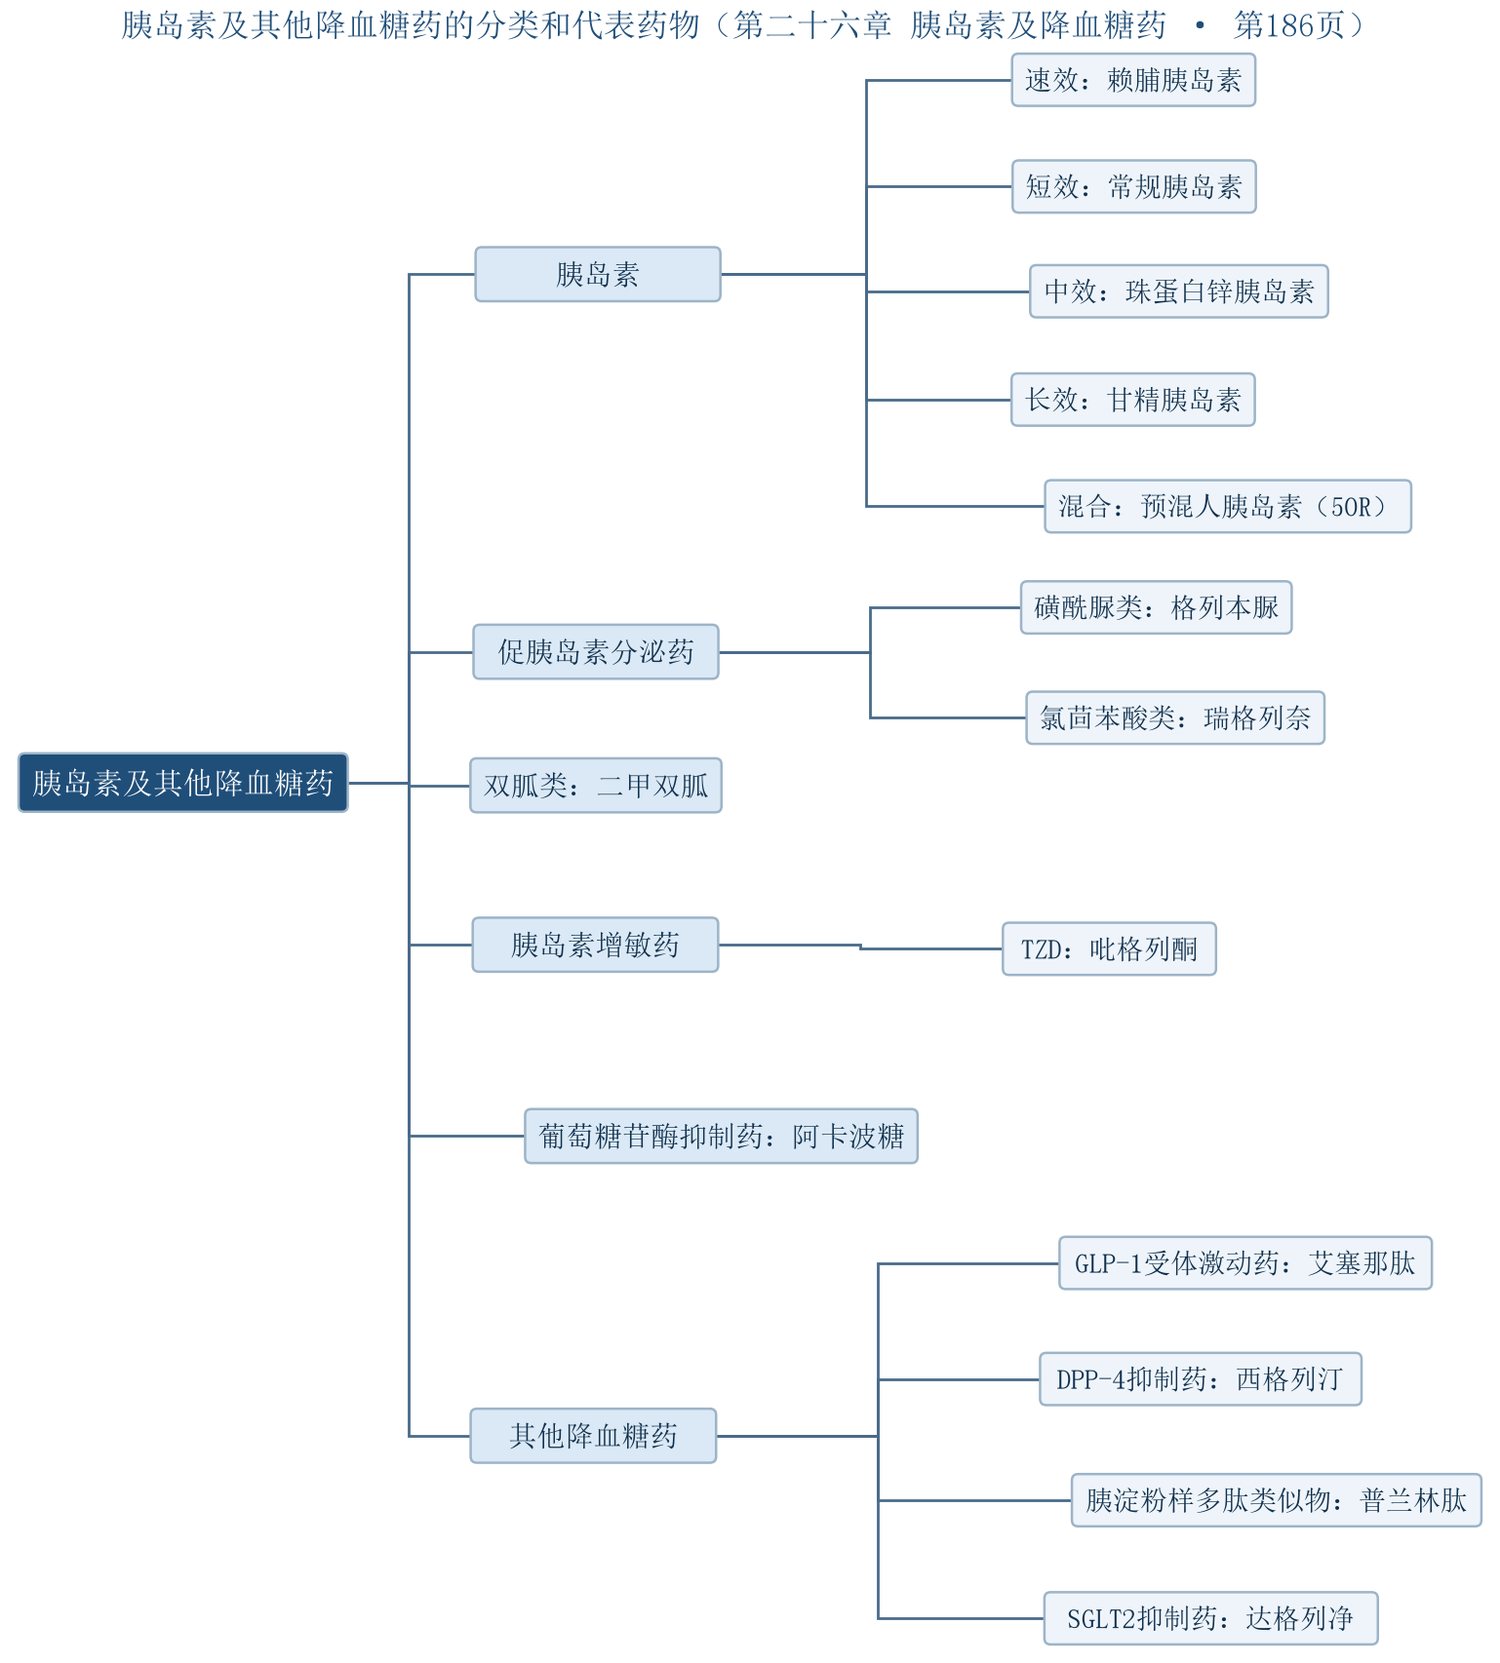 胰岛素及其他降血糖药的分类和代表药物（第二十六章 胰岛素及降血糖药 • 第186页）
胰岛素及其他降血糖药
胰岛素
速效：赖脯胰岛素
短效：常规胰岛素
中效：珠蛋白锌胰岛素
长效：甘精胰岛素
混合：预混人胰岛素（50R）
促胰岛素分泌药
磺酰脲类：格列本脲
氯茴苯酸类：瑞格列奈
双胍类：二甲双胍
胰岛素增敏药
TZD：吡格列酮
葡萄糖苷酶抑制药：阿卡波糖
其他降血糖药
GLP-1受体激动药：艾塞那肽
DPP-4抑制药：西格列汀
胰淀粉样多肽类似物：普兰林肽
SGLT2抑制药：达格列净